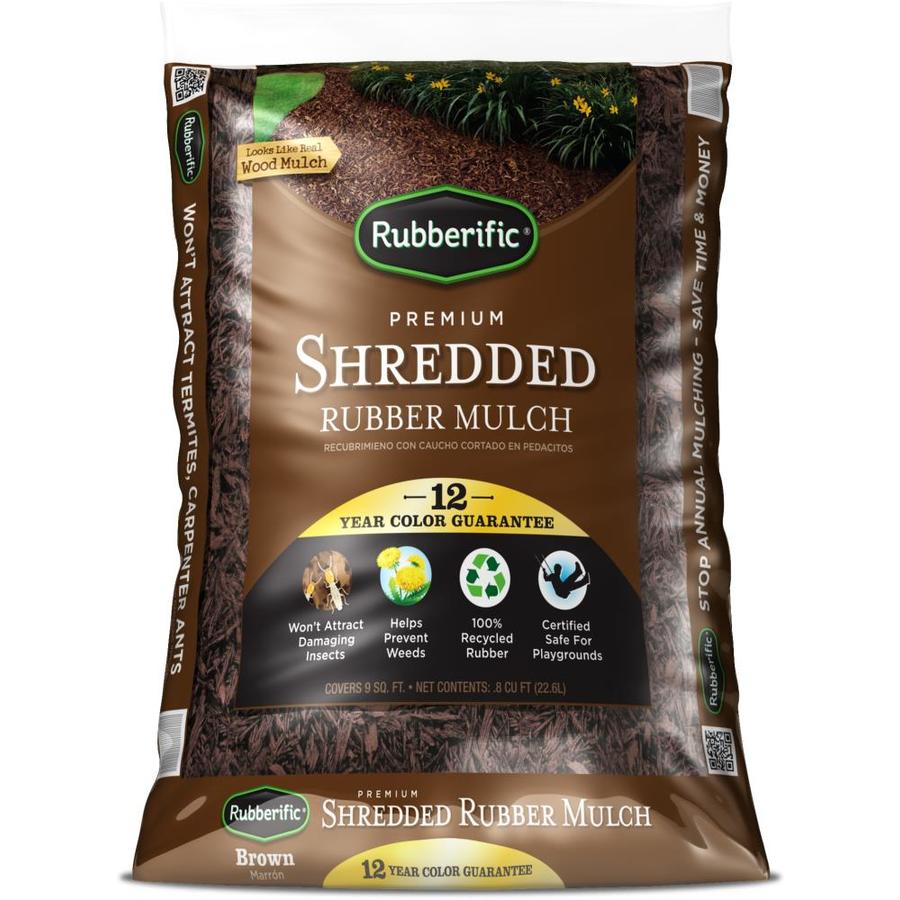 Looks Like Real
Wood Mulch
Rubberific®
PREMIUM
SHREDDED
RUBBER MULCH
RECUBRIMIENO CON CAUCHO CORTADO EN PEDACITOS
12
YEAR COLOR GUARANTEE
Won't Attract
Damaging
Insects
Helps
Prevent
Weeds
100%
Recycled
Rubber
Certified
Safe For
Playgrounds
COVERS 9 SQ. FT. • NET CONTENTS: .8 CU FT (22.6L)
Rubberific®
WON'T ATTRACT TERMITES, CARPENTER ANTS
STOP ANNUAL MULCHING – SAVE TIME & MONEY
Rubberific®
Rubberific®
PREMIUM
SHREDDED RUBBER MULCH
Brown
Marrón
12 YEAR COLOR GUARANTEE